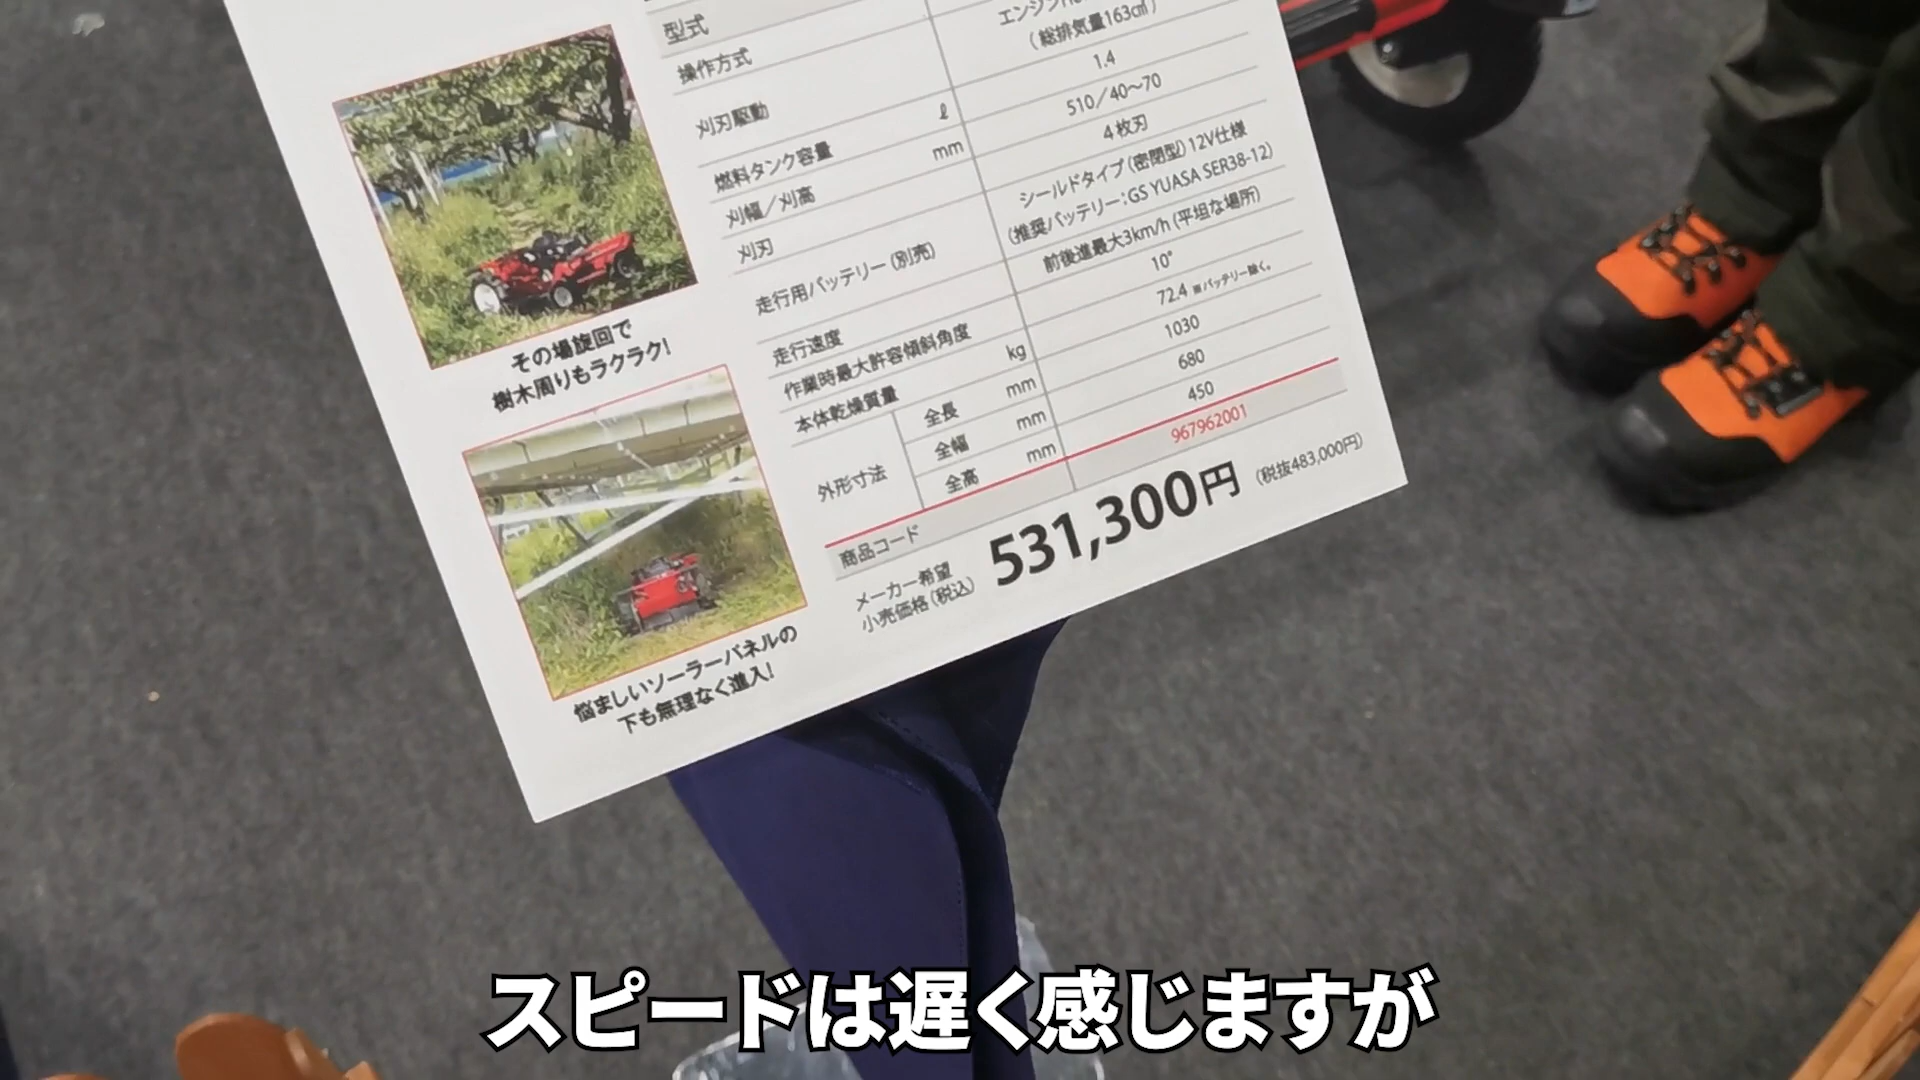 型式
操作方式
エンジン
(総排気量163㎤)
刈刃駆動
燃料タンク容量 ℓ 1.4
刈幅/刈高 mm 510/40〜70
刈刃 4枚刃
走行用バッテリー(別売) シールドタイプ(密閉型)12V仕様
(推奨バッテリー:GS YUASA SER38-12)
走行速度 前後進最大3km/h (平坦な場所)
作業時最大許容傾斜角度 10°
本体乾燥質量 kg 72.4 ※バッテリー除く。
外形寸法 全長 mm 1030
全幅 mm 680
全高 mm 450
商品コード 967962001
メーカー希望
小売価格(税込) 531,300円 (税抜483,000円)
その場旋回で
樹木周りもラクラク!
悩ましいソーラーパネルの
下も無理なく進入!
スピードは遅く感じますが